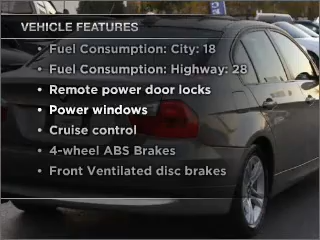 VEHICLE FEATURES
• Fuel Consumption: City: 18
• Fuel Consumption: Highway: 28
• Remote power door locks
• Power windows
• Cruise control
• 4-wheel ABS Brakes
• Front Ventilated disc brakes